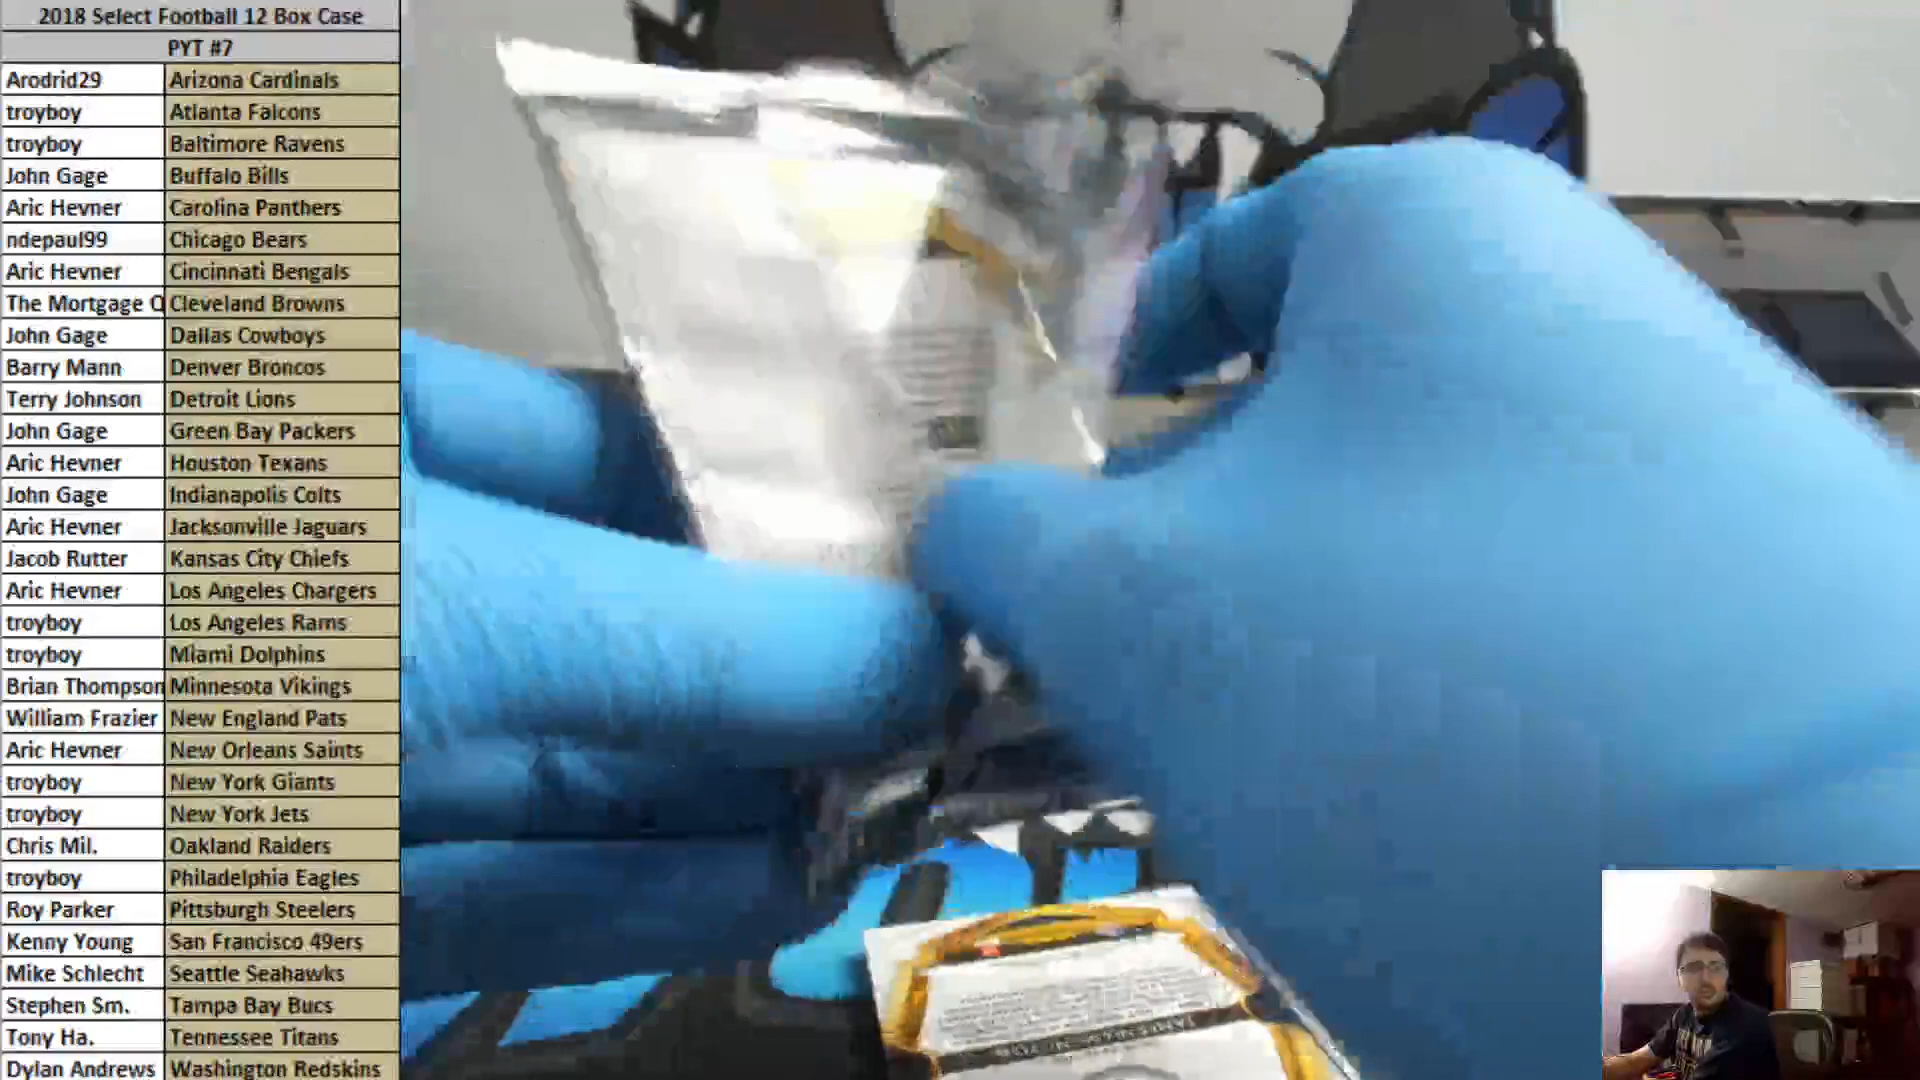 2018 Select Football 12 Box Case
PYT #7
Arodrid29 Arizona Cardinals
troyboy Atlanta Falcons
troyboy Baltimore Ravens
John Gage Buffalo Bills
Aric Hevner Carolina Panthers
ndepaul99 Chicago Bears
Aric Hevner Cincinnati Bengals
The Mortgage Cleveland Browns
John Gage Dallas Cowboys
Barry Mann Denver Broncos
Terry Johnson Detroit Lions
John Gage Green Bay Packers
Aric Hevner Houston Texans
John Gage Indianapolis Colts
Aric Hevner Jacksonville Jaguars
Jacob Rutter Kansas City Chiefs
Aric Hevner Los Angeles Chargers
troyboy Los Angeles Rams
troyboy Miami Dolphins
Brian Thompson Minnesota Vikings
William Frazier New England Pats
Aric Hevner New Orleans Saints
troyboy New York Giants
troyboy New York Jets
Chris Mil. Oakland Raiders
troyboy Philadelphia Eagles
Roy Parker Pittsburgh Steelers
Kenny Young San Francisco 49ers
Mike Schlecht Seattle Seahawks
Stephen Sm. Tampa Bay Bucs
Tony Ha. Tennessee Titans
Dylan Andrews Washington Redskins